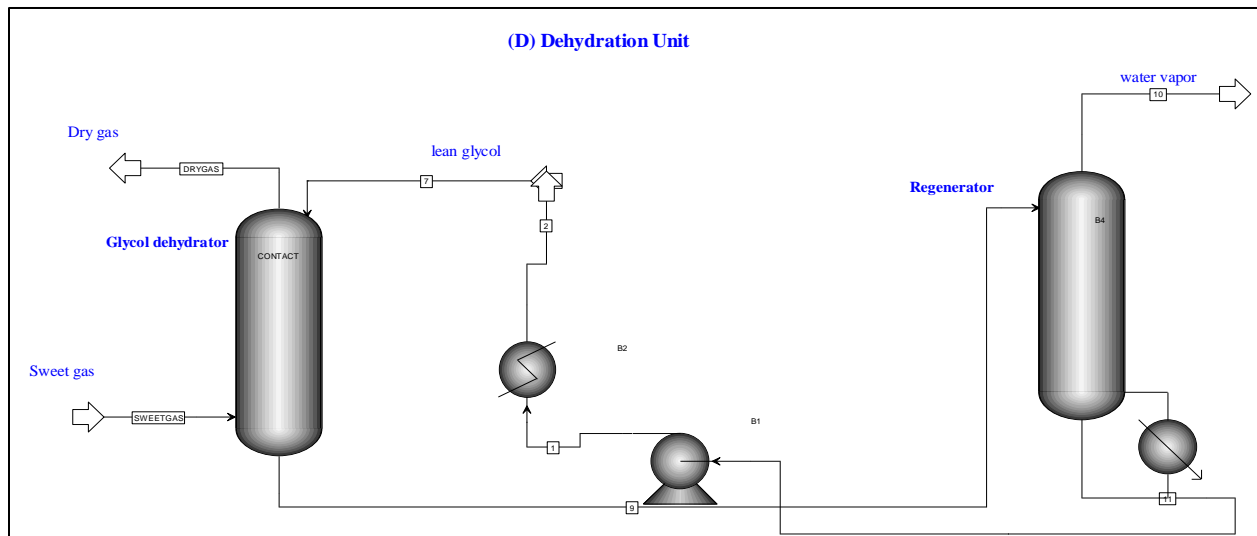 (D) Dehydration Unit
water vapor
10
Dry gas
DRYGAS
lean glycol
7
Regenerator
B4
2
Glycol dehydrator
CONTACT
B2
Sweet gas
SWEETGAS
B1
1
9
11